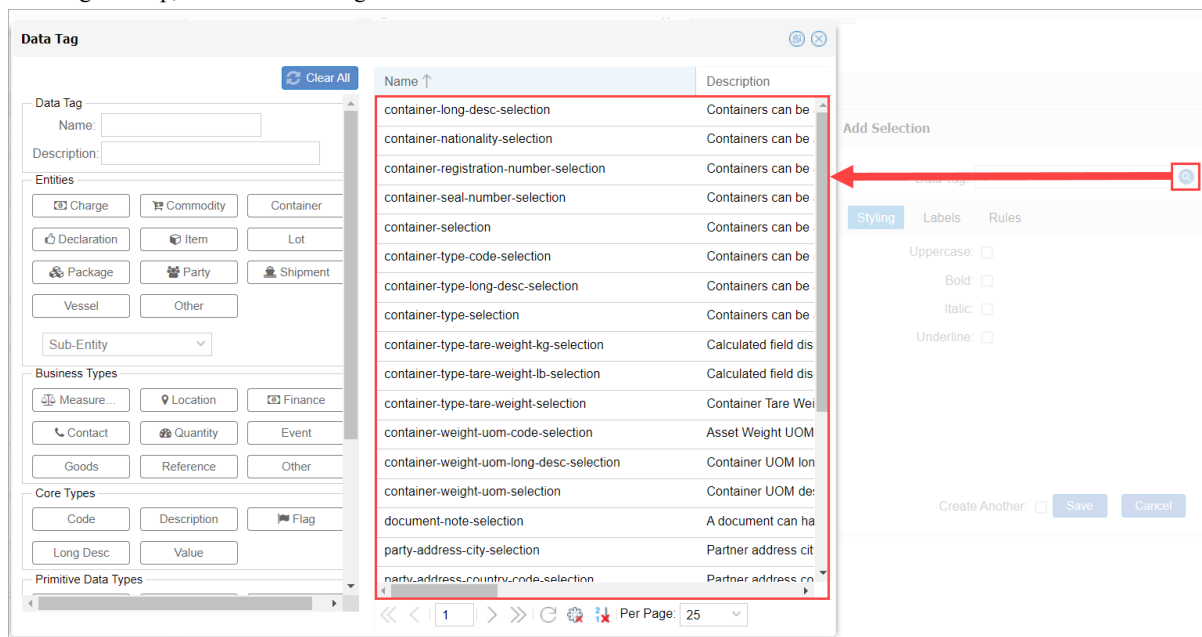 Data Tag
Clear All
Data Tag
Name:
Description:
Entities
Charge
Commodity
Container
Declaration
Item
Lot
Package
Party
Shipment
Vessel
Other
Sub-Entity
Business Types
Measure...
Location
Finance
Contact
Quantity
Event
Goods
Reference
Other
Core Types
Code
Description
Flag
Long Desc
Value
Primitive Data Types
Name Description
container-long-desc-selection Containers can be
container-nationality-selection Containers can be
container-registration-number-selection Containers can be
container-seal-number-selection Containers can be
container-selection Containers can be
container-type-code-selection Containers can be
container-type-long-desc-selection Containers can be
container-type-selection Containers can be
container-type-tare-weight-kg-selection Calculated field dis
container-type-tare-weight-lb-selection Calculated field dis
container-type-tare-weight-selection Container Tare Wei
container-weight-uom-code-selection Asset Weight UOM
container-weight-uom-long-desc-selection Container UOM lon
container-weight-uom-selection Container UOM des
document-note-selection A document can ha
party-address-city-selection Partner address cit
party-address-country-code-selection Partner address co
1 Per Page: 25
Add Selection
Data Tag:
Styling Labels Rules
Uppercase:
Bold:
Italic:
Underline:
Create Another: Save Cancel